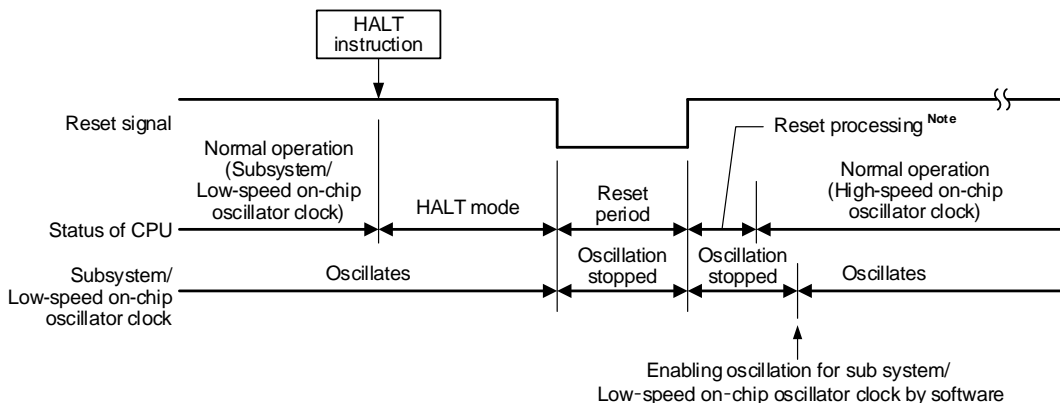 HALT
instruction
Reset signal
Reset processing Note
Normal operation
(Subsystem/
Low-speed on-chip
oscillator clock)
HALT mode
Reset
period
Normal operation
(High-speed on-chip
oscillator clock)
Status of CPU
Subsystem/
Low-speed on-chip
oscillator clock
Oscillates
Oscillation
stopped
Oscillation
stopped
Oscillates
Enabling oscillation for sub system/
Low-speed on-chip oscillator clock by software